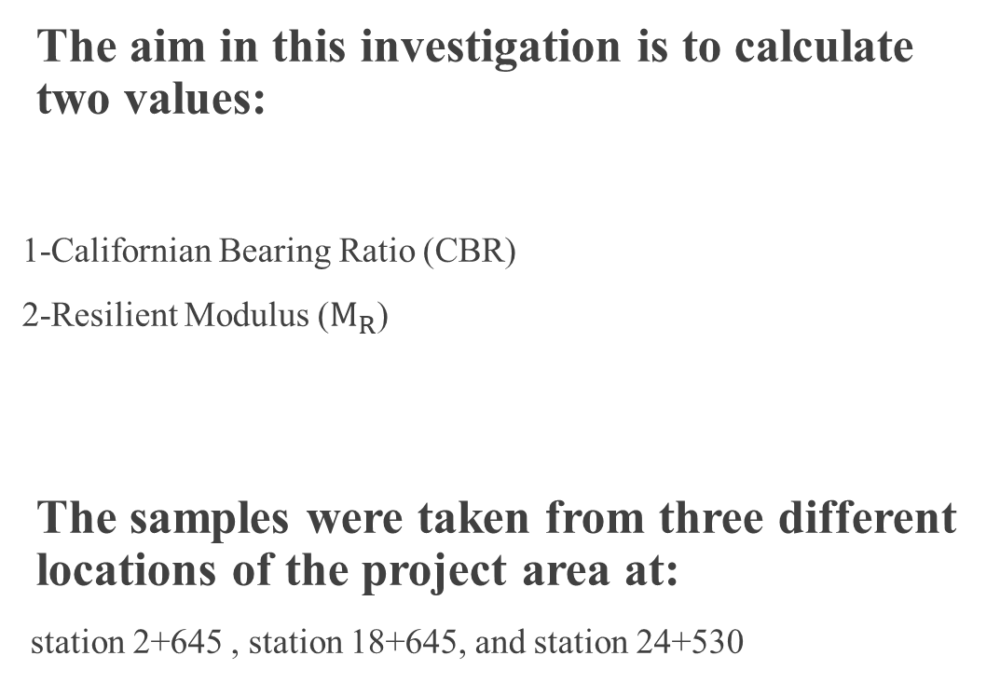 The aim in this investigation is to calculate
two values:
1-Californian Bearing Ratio (CBR)
2-Resilient Modulus (M_R)
The samples were taken from three different
locations of the project area at:
station 2+645 , station 18+645, and station 24+530